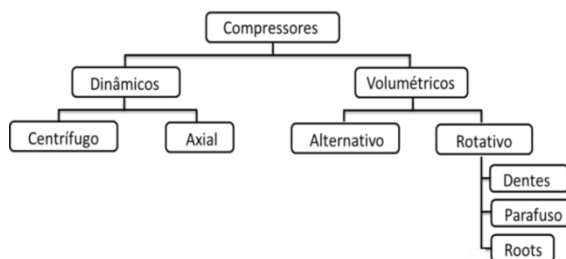 Compressores
Dinâmicos
Volumétricos
Centrífugo
Axial
Alternativo
Rotativo
Dentes
Parafuso
Roots